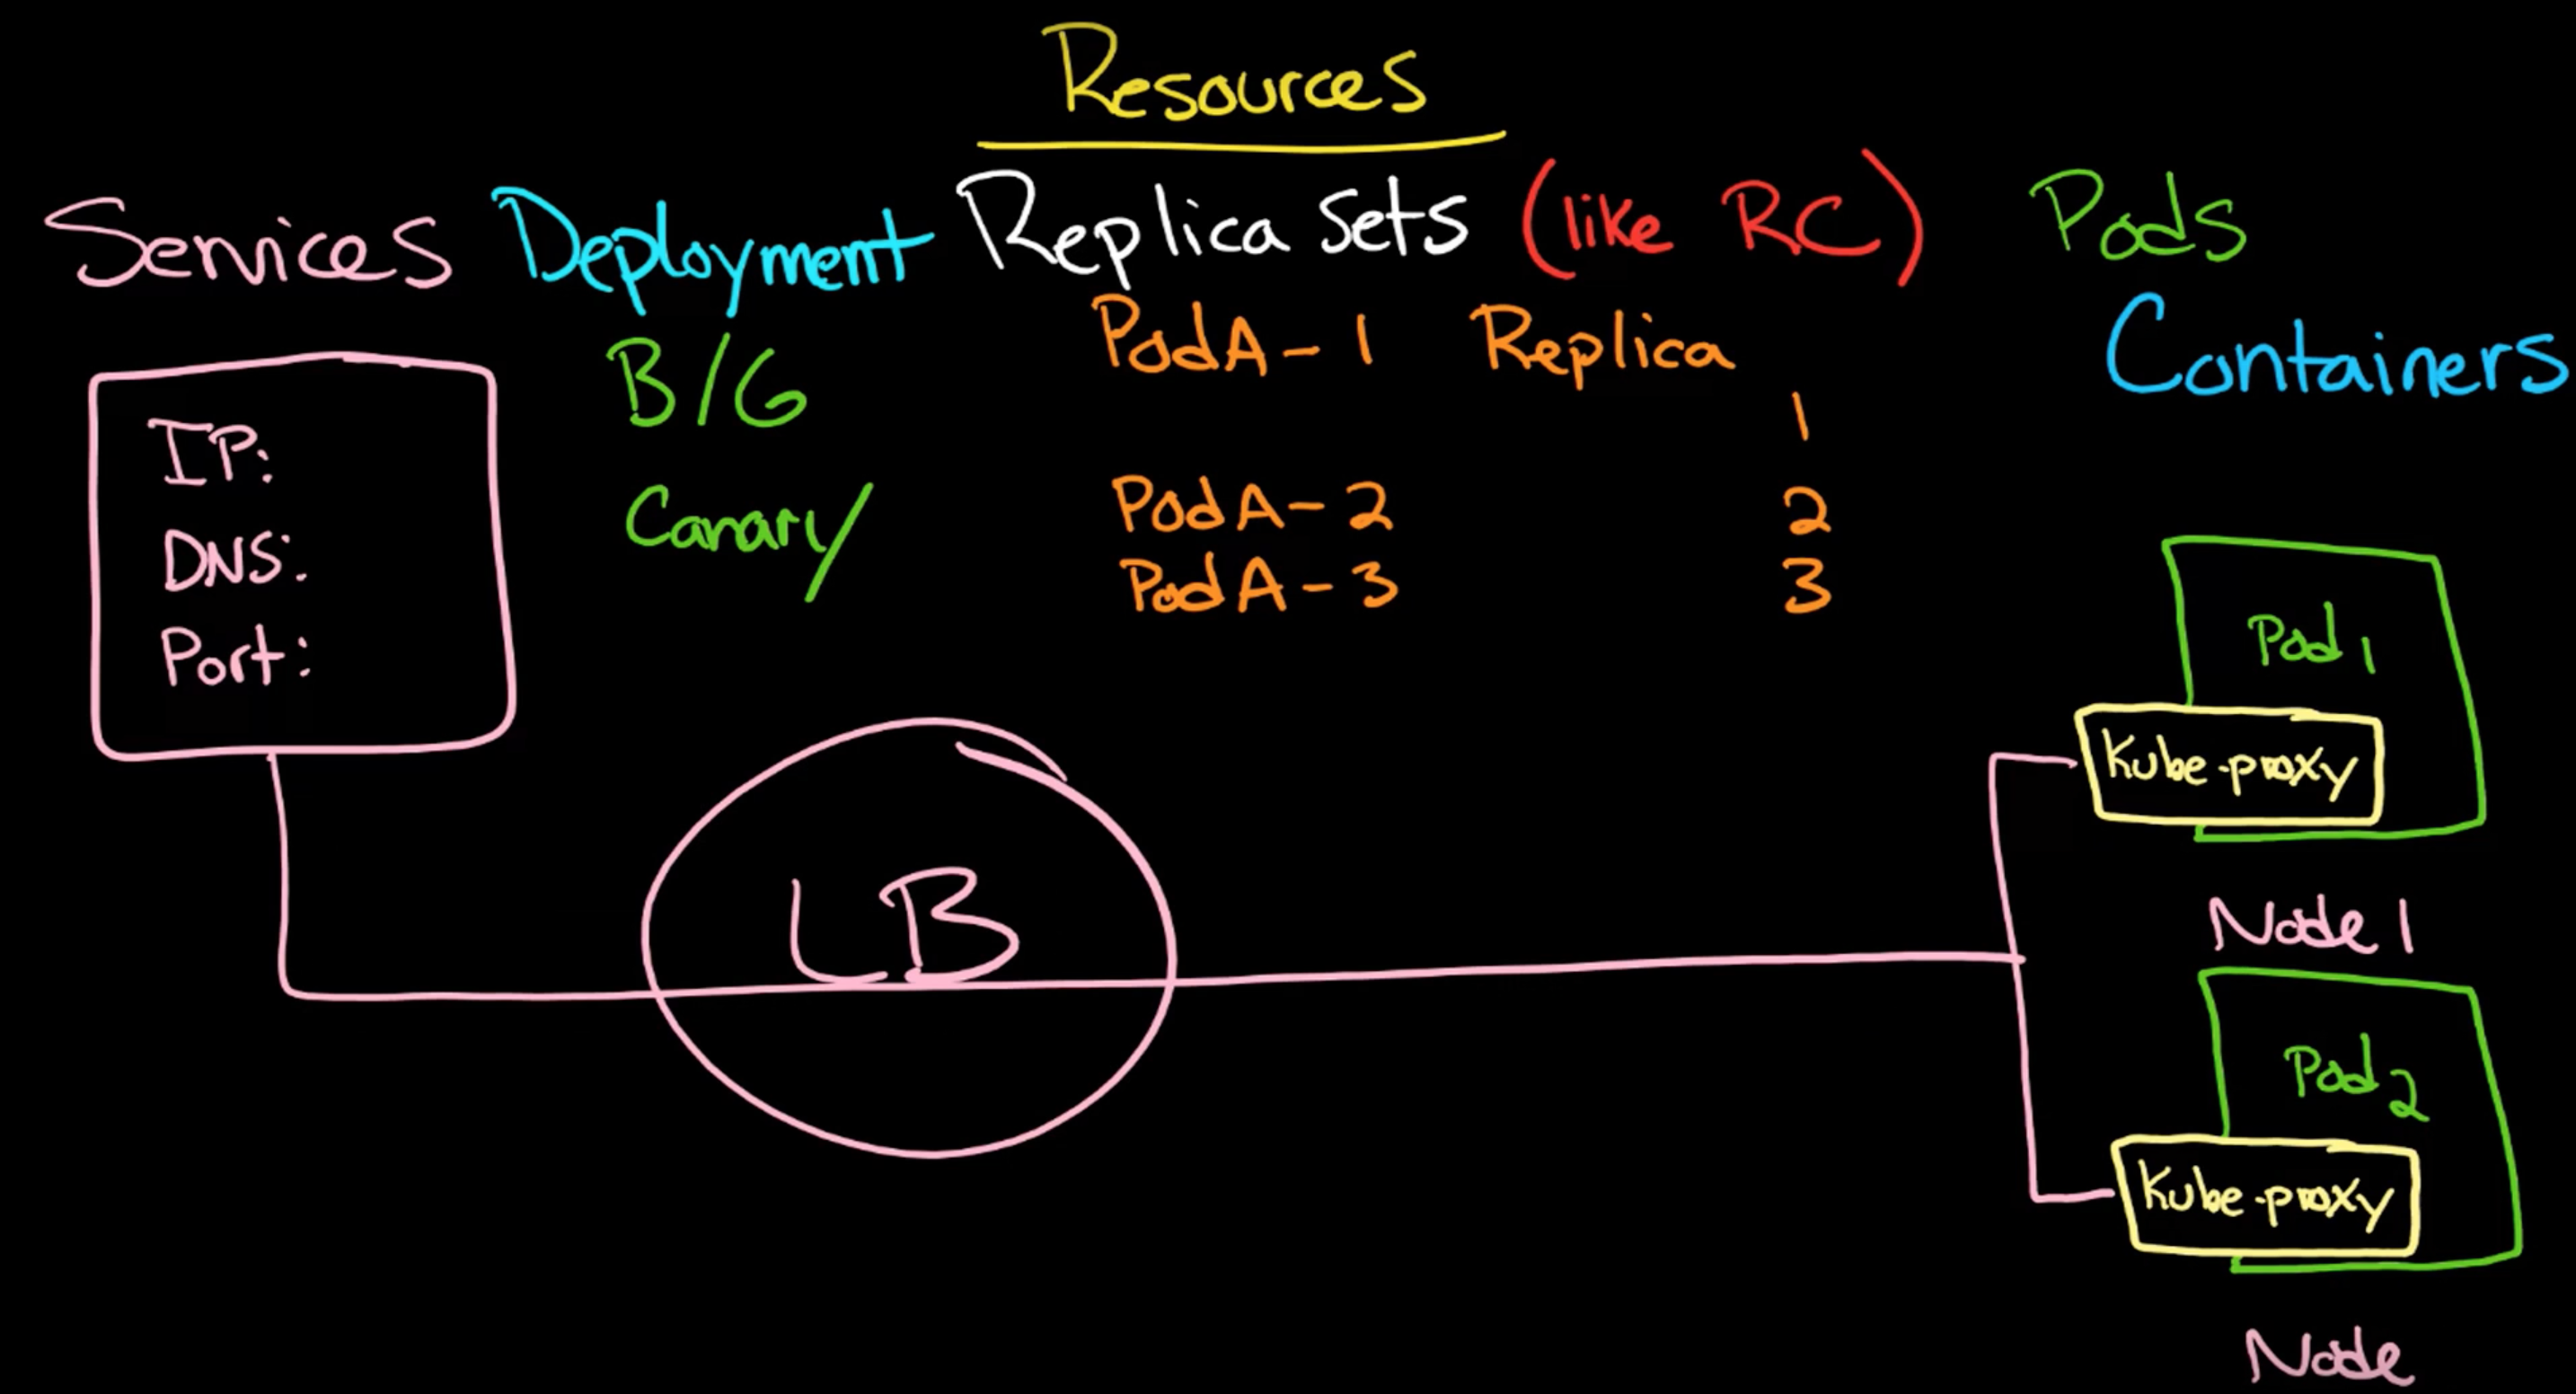 Resources
Services Deployment Replica Sets (like RC) Pods
B/G PodA-1 Replica Containers
1
Canary PodA-2 2
PodA-3 3
IP:
DNS:
Port:
LB
Pod 1
Kube-proxy
Node 1
Pod 2
Kube-proxy
Node